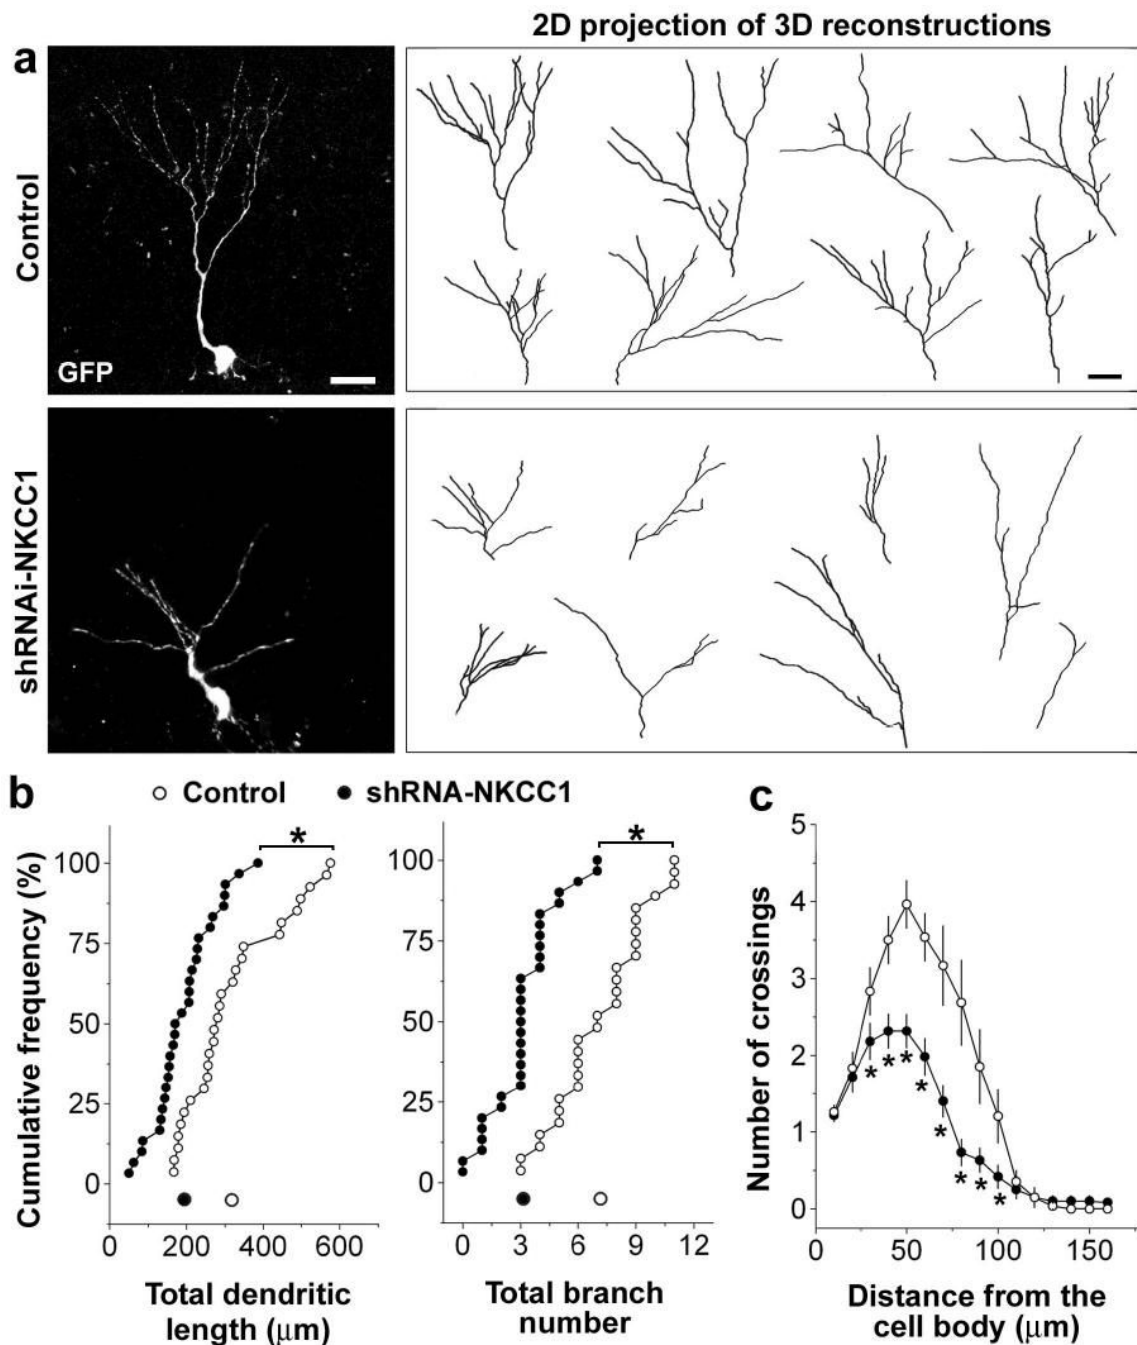 2D projection of 3D reconstructions
a
Control
GFP
shRNAi-NKCC1
b
Control
shRNA-NKCC1
Cumulative frequency (%)
100
75
50
25
0
*
0 200 400 600
Total dendritic
length (μm)
100
75
50
25
0
*
0 3 6 9 12
Total branch
number
c
Number of crossings
5
4
3
2
1
0
* * * * * * * *
0 50 100 150
Distance from the
cell body (μm)